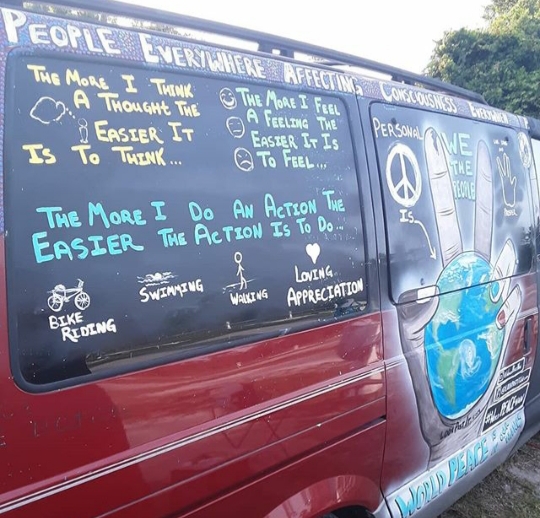 PEOPLE EVERYWHERE AFFECTING CONSCIOUSNESS EVERYWHERE
THE MORE I THINK
A THOUGHT THE
EASIER IT
IS TO THINK...
THE MORE I FEEL
A FEELING THE
EASIER IT IS
TO FEEL...
THE MORE I DO AN ACTION THE
EASIER THE ACTION IS TO DO...
BIKE
RIDING
SWIMMING
WALKING
LOVING
APPRECIATION
PERSONAL
IS
WE
THE
PEOPLE
WORLD PEACE